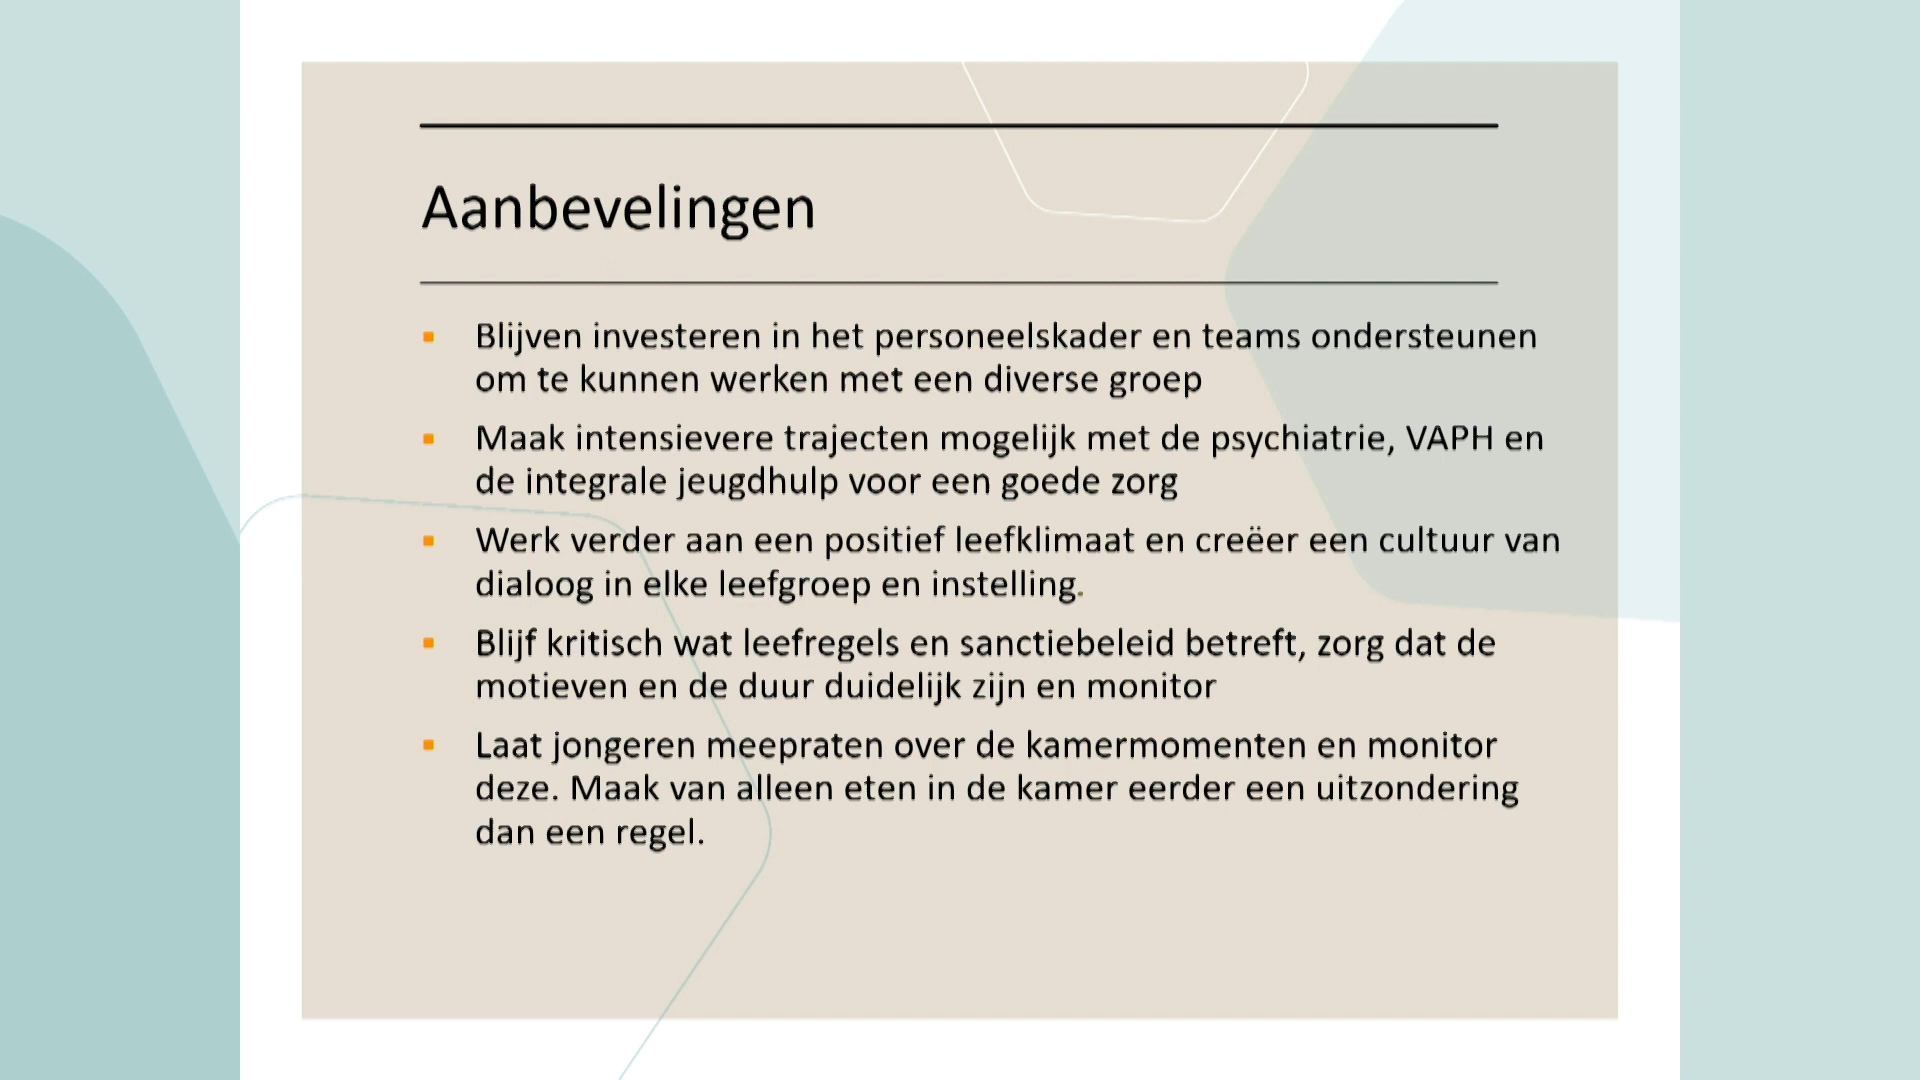 Aanbevelingen
Blijven investeren in het personeelskader en teams ondersteunen
om te kunnen werken met een diverse groep
Maak intensievere trajecten mogelijk met de psychiatrie, VAPH en
de integrale jeugdhulp voor een goede zorg
Werk verder aan een positief leefklimaat en creëer een cultuur van
dialoog in elke leefgroep en instelling.
Blijf kritisch wat leefregels en sanctiebeleid betreft, zorg dat de
motieven en de duur duidelijk zijn en monitor
Laat jongeren meepraten over de kamermomenten en monitor
deze. Maak van alleen eten in de kamer eerder een uitzondering
dan een regel.